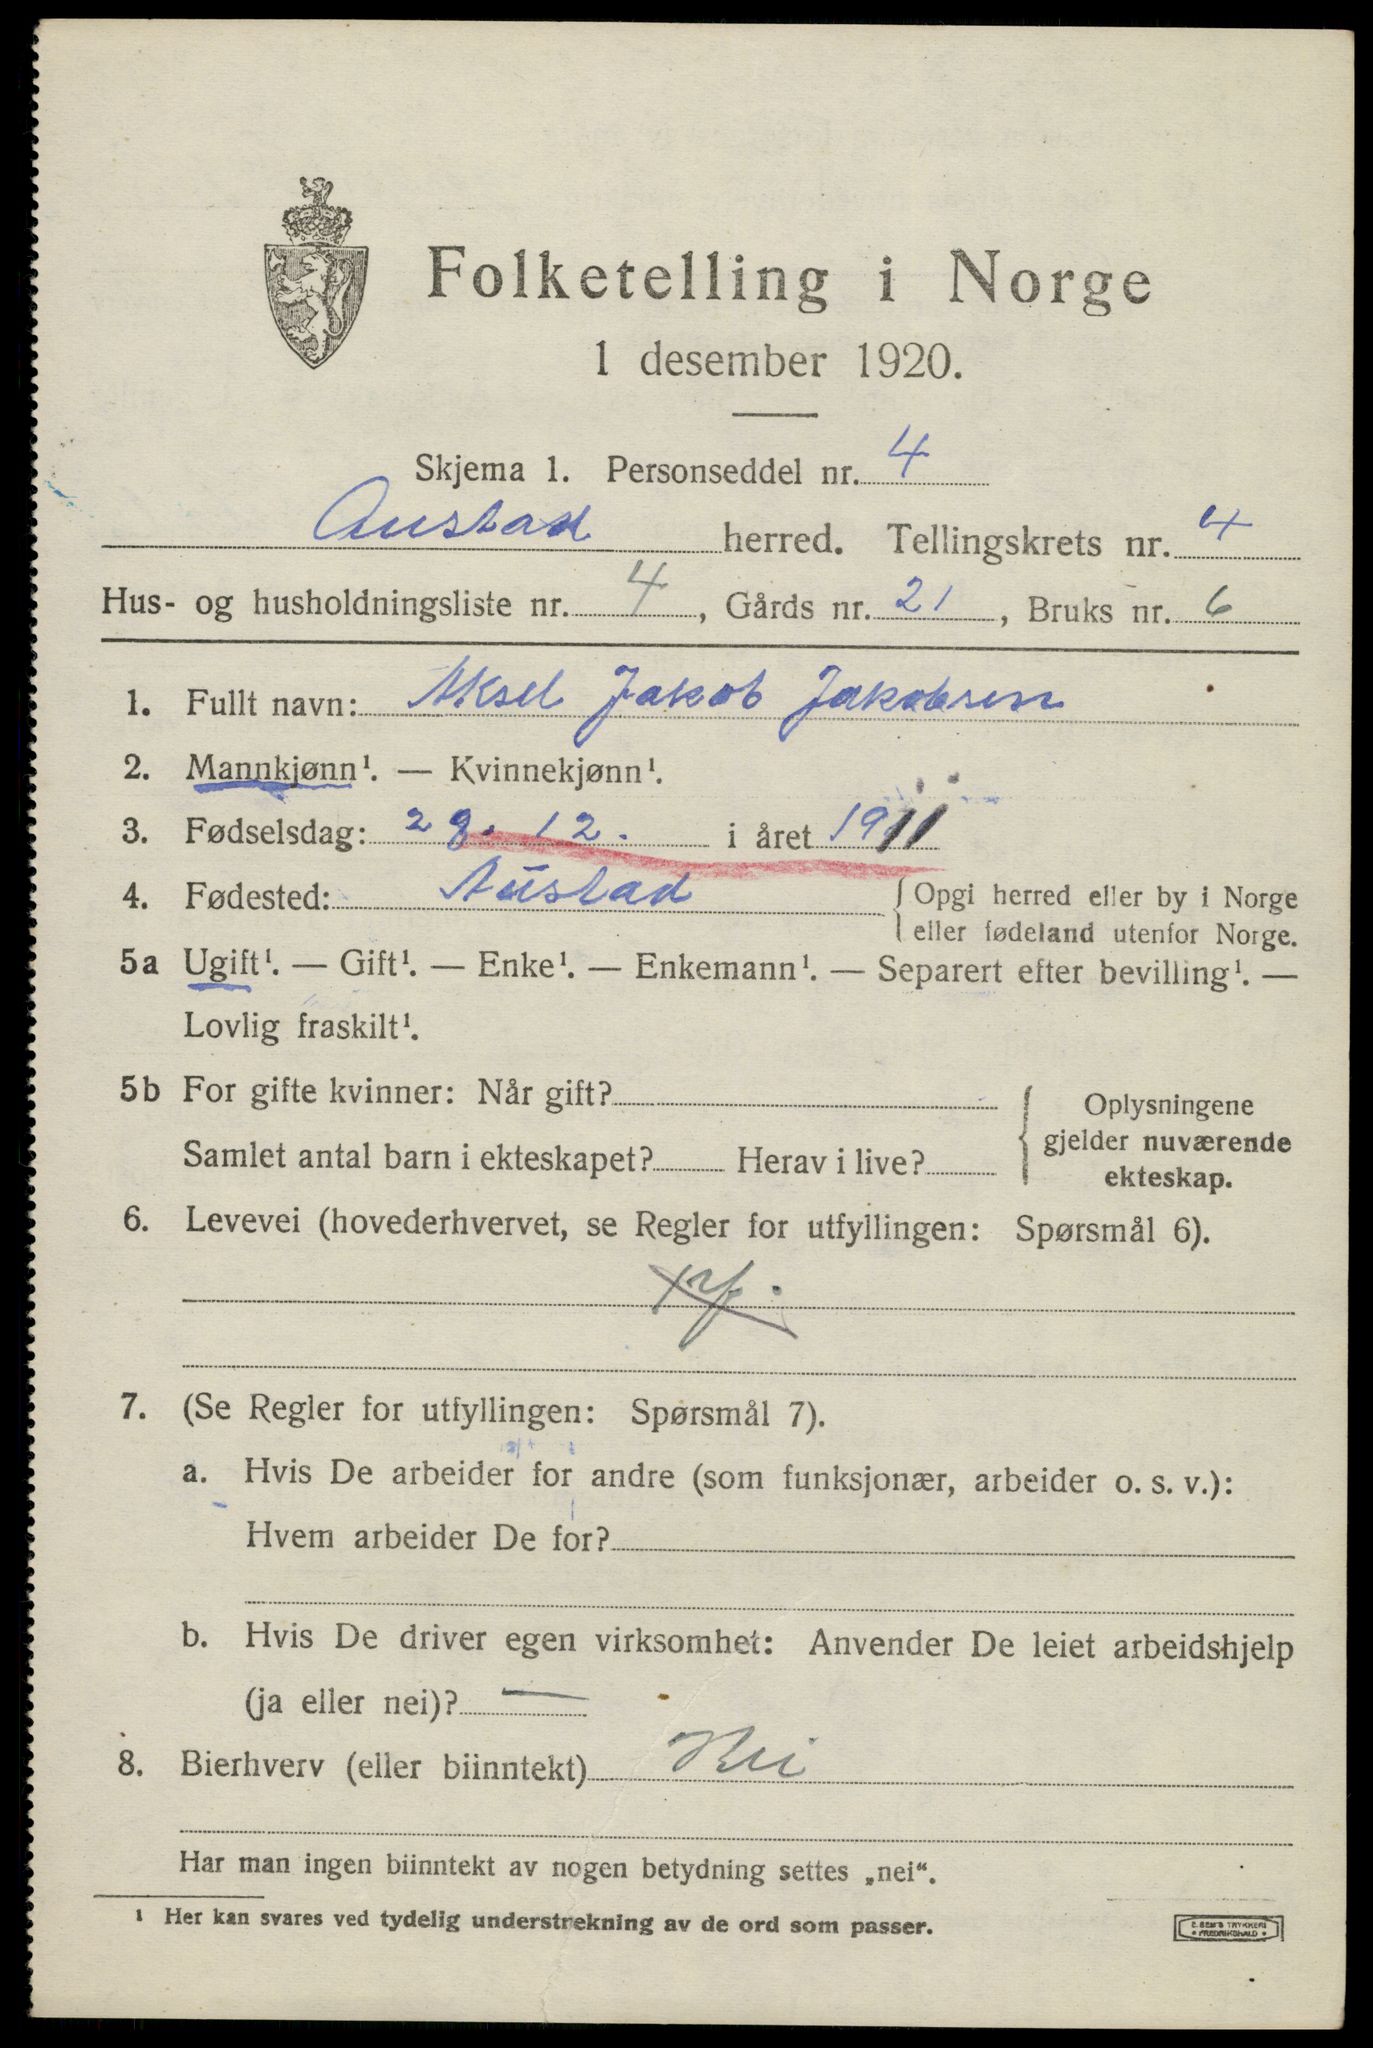 Folketelling i Norge
1 desember 1920.
Skjema 1. Personseddel nr. 4
Austad herred. Tellingskrets nr. 4
Hus- og husholdningsliste nr. 4, Gårds nr. 21, Bruks nr. 6
1. Fullt navn: Aksel Jakob Jakobsen
2. Mannkjønn¹. — Kvinnekjønn¹.
3. Fødselsdag: 28. 12. i året 1911
4. Fødested: Austad {Opgi herred eller by i Norge
eller fødeland utenfor Norge.
5a Ugift¹. — Gift¹. — Enke¹. — Enkemann¹. — Separert efter bevilling¹. —
Lovlig fraskilt¹.
5b For gifte kvinner: Når gift?
Samlet antal barn i ekteskapet? Herav i live?
{Oplysningene
gjelder nuværende
ekteskap.
6. Levevei (hovederhvervet, se Regler for utfyllingen: Spørsmål 6).
7. (Se Regler for utfyllingen: Spørsmål 7).
a. Hvis De arbeider for andre (som funksjonær, arbeider o. s. v.):
Hvem arbeider De for?
b. Hvis De driver egen virksomhet: Anvender De leiet arbeidshjelp
(ja eller nei)? —
8. Bierhverv (eller biinntekt) Nei
Har man ingen biinntekt av nogen betydning settes „nei“.
¹ Her kan svares ved tydelig understrekning av de ord som passer.
E. SEM'S TRYKKERI
• FREDRIKSHALD •